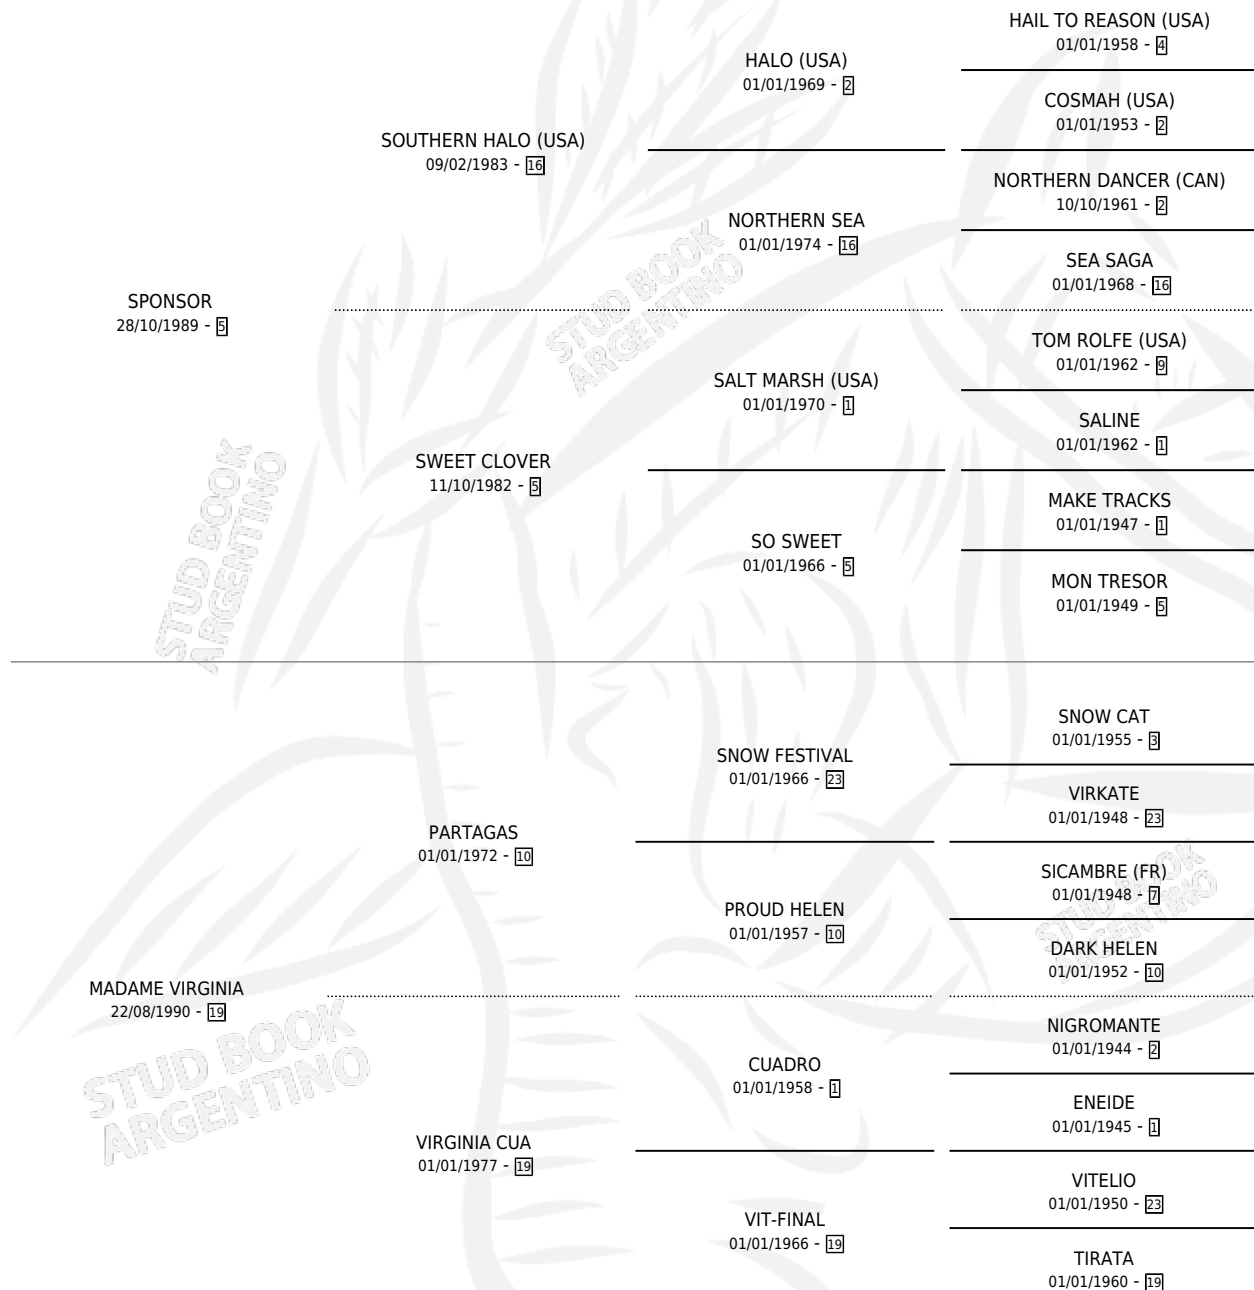 HAIL TO REASON (USA)
01/01/1958 - 4
HALO (USA)
01/01/1969 - 2
COSMAH (USA)
01/01/1953 - 2
SOUTHERN HALO (USA)
09/02/1983 - 16
NORTHERN DANCER (CAN)
10/10/1961 - 2
NORTHERN SEA
01/01/1974 - 16
SEA SAGA
01/01/1968 - 16
SPONSOR
28/10/1989 - 5
STUD BOOK
ARGENTINO
TOM ROLFE (USA)
01/01/1962 - 9
SALT MARSH (USA)
01/01/1970 - 1
SALINE
01/01/1962 - 1
SWEET CLOVER
11/10/1982 - 5
MAKE TRACKS
01/01/1947 - 1
SO SWEET
01/01/1966 - 5
MON TRESOR
01/01/1949 - 5
STUD BOOK
ARGENTINO
SNOW CAT
01/01/1955 - 3
SNOW FESTIVAL
01/01/1966 - 23
VIRKATE
01/01/1948 - 23
PARTAGAS
01/01/1972 - 10
SICAMBRE (FR)
01/01/1948 - 7
STUD BOOK
ARGENTINO
PROUD HELEN
01/01/1957 - 10
DARK HELEN
01/01/1952 - 10
MADAME VIRGINIA
22/08/1990 - 19
STUD BOOK
ARGENTINO
NIGROMANTE
01/01/1944 - 2
CUADRO
01/01/1958 - 1
ENEIDE
01/01/1945 - 1
VIRGINIA CUA
01/01/1977 - 19
VITELIO
01/01/1950 - 23
VIT-FINAL
01/01/1966 - 19
TIRATA
01/01/1960 - 19